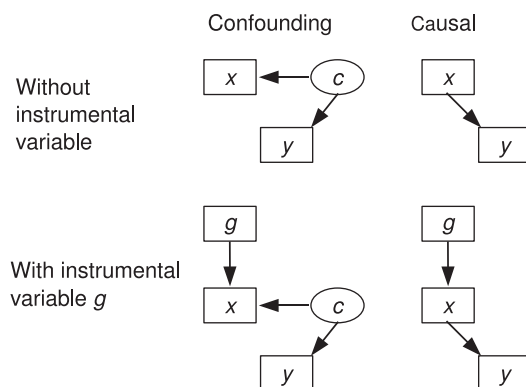 Confounding Causal
Without
instrumental
variable
x c x
y y
g g
With instrumental
variable g
x c x
y y